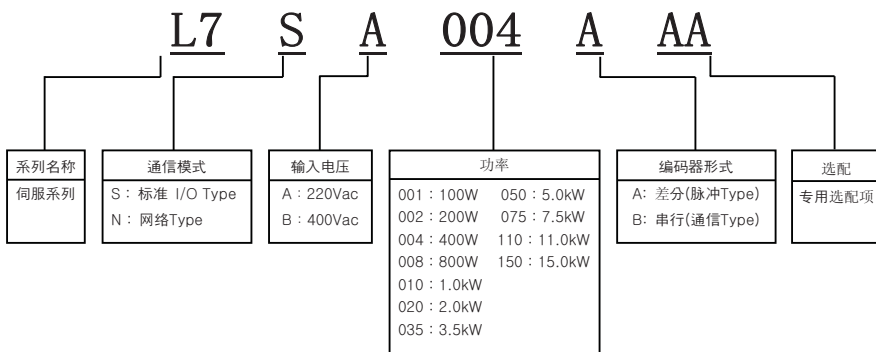 L7 S A 004 A AA
系列名称
伺服系列
通信模式
S : 标准 I/O Type
N : 网络Type
输入电压
A : 220Vac
B : 400Vac
功率
001 : 100W 050 : 5.0kW
002 : 200W 075 : 7.5kW
004 : 400W 110 : 11.0kW
008 : 800W 150 : 15.0kW
010 : 1.0kW
020 : 2.0kW
035 : 3.5kW
编码器形式
A: 差分(脉冲Type)
B: 串行(通信Type)
选配
专用选配项